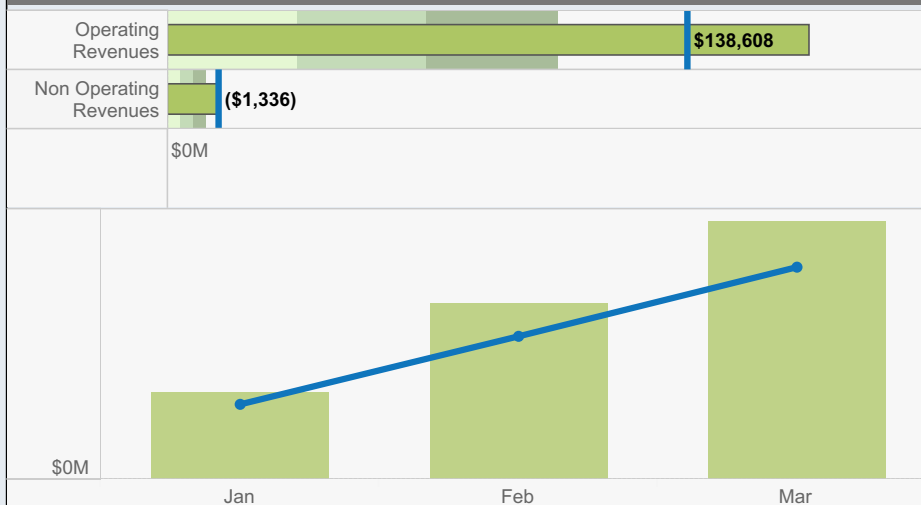 Operating
Revenues
$138,608
Non Operating
Revenues
($1,336)
$0M
$0M
Jan
Feb
Mar